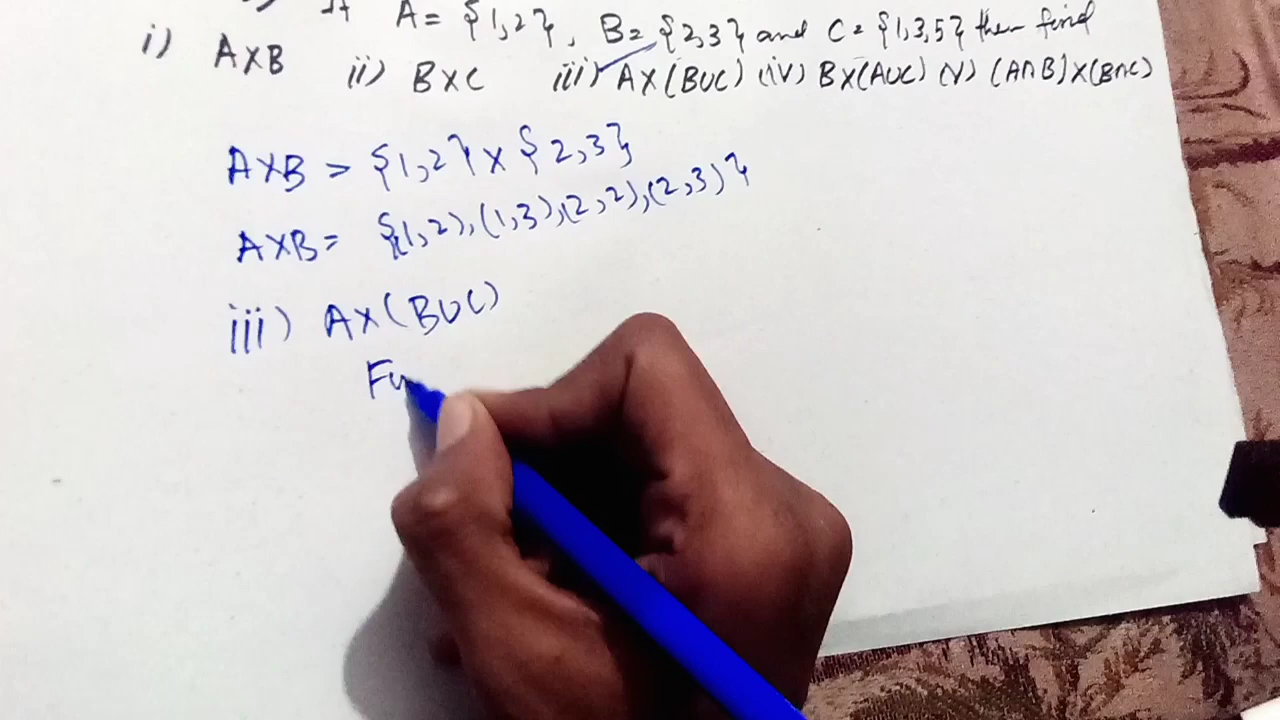 If A = {1,2}, B = {2,3} and C = {1,3,5} then find
i) A×B ii) B×C iii) A×(B∪C) (iv) B×(A∪C) (v) (A∩B)×(B∩C)
A×B = {1,2} × {2,3}
A×B = {(1,2),(1,3),(2,2),(2,3)}
iii) A×(B∪C)